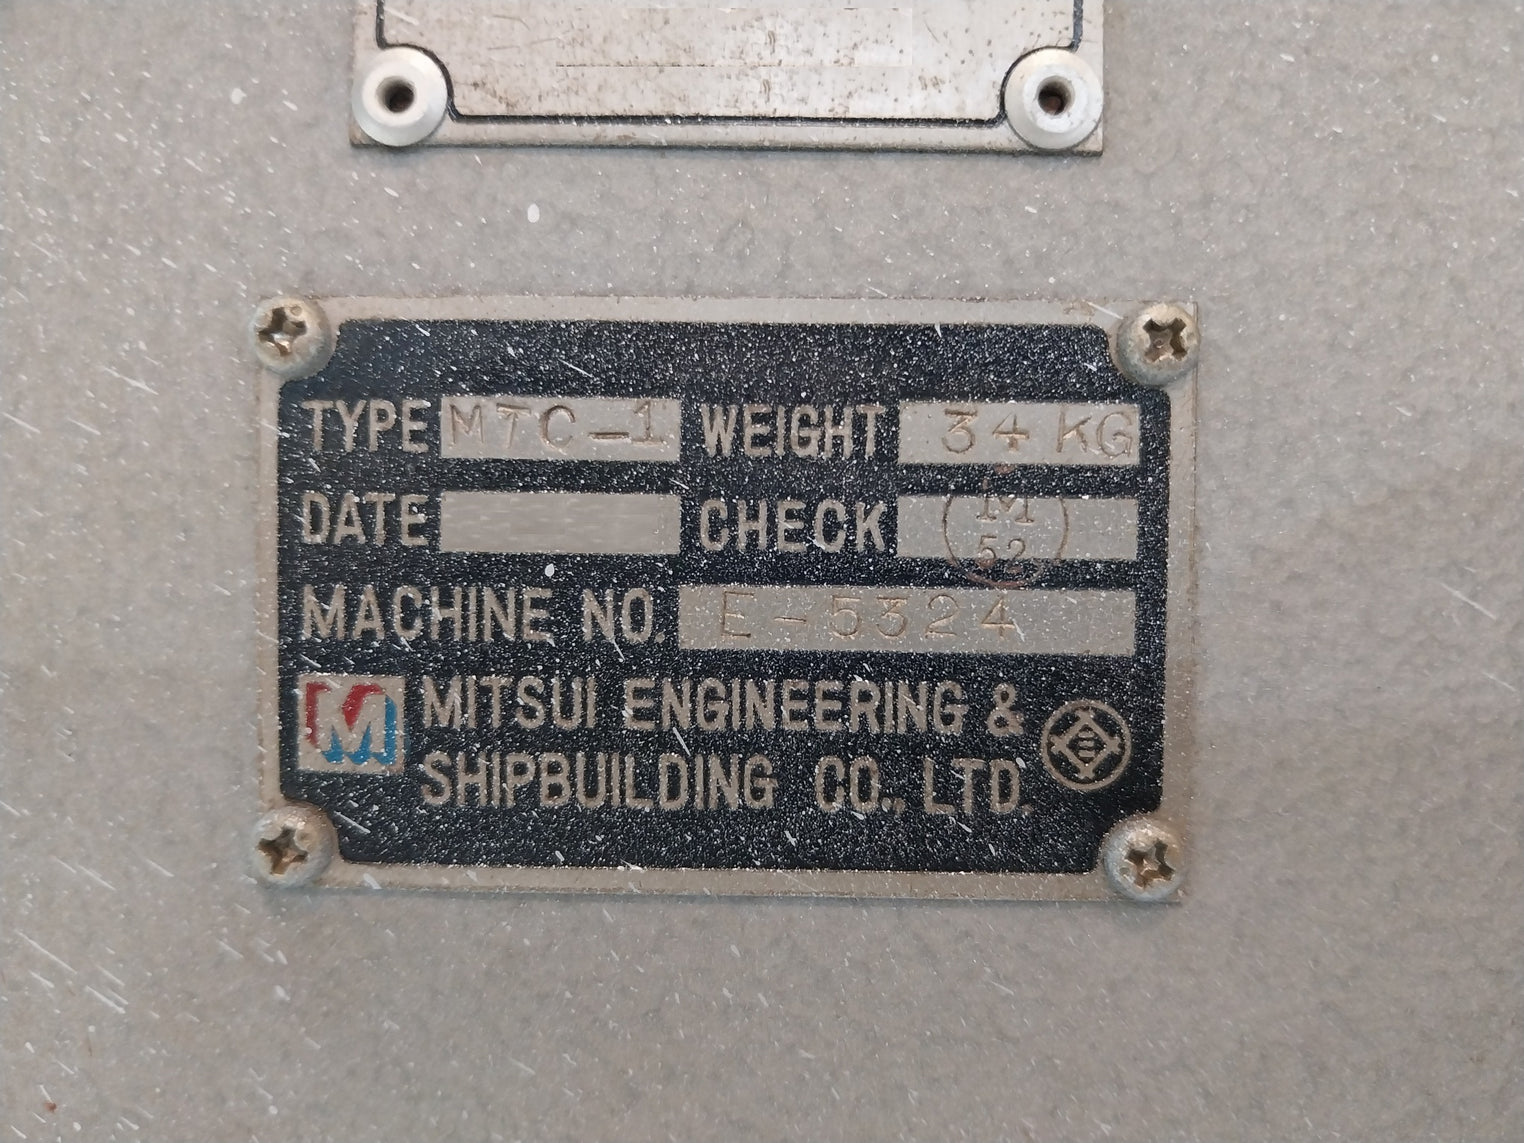 TYPE MTC-1 WEIGHT 34 KG
DATE CHECK M 52
MACHINE NO. E-5324
M MITSUI ENGINEERING &
SHIPBUILDING CO., LTD.